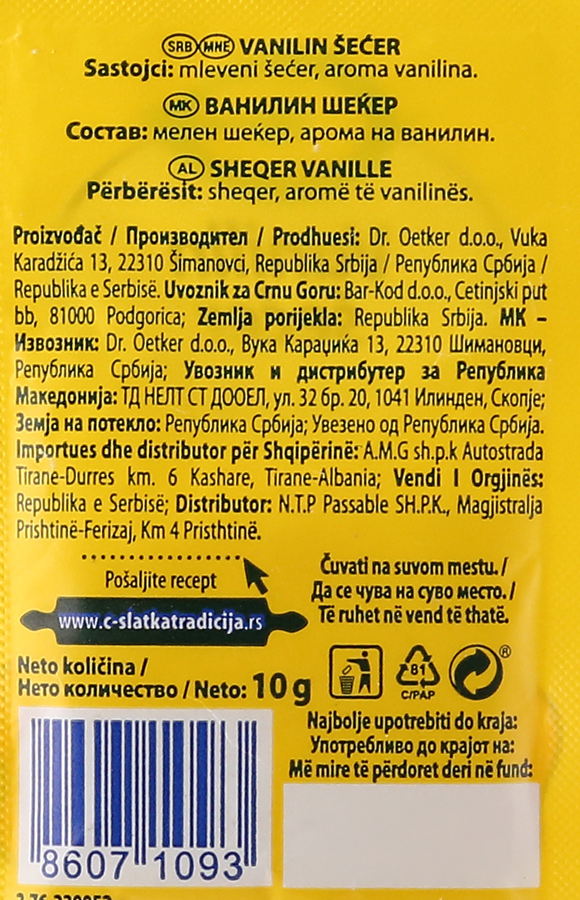 SRB MNE VANILIN ŠEĆER
Sastojci: mleveni šećer, aroma vanilina.
MK ВАНИЛИН ШЕЌЕР
Состав: мелен шеќер, арома на ванилин.
AL SHEQER VANILLE
Përbërësit: sheqer, aromë të vanilinës.
Proizvođač / Производител / Prodhuesi: Dr. Oetker d.o.o., Vuka
Karadžića 13, 22310 Šimanovci, Republika Srbija / Република Србија /
Republika e Serbisë. Uvoznik za Crnu Goru: Bar-Kod d.o.o., Cetinjski put
bb, 81000 Podgorica; Zemlja porijekla: Republika Srbija. МК –
Извозник: Dr. Oetker d.o.o., Вука Караџиќа 13, 22310 Шимановци,
Република Србија; Увозник и дистрибутер за Република
Македонија: ТД НЕЛТ СТ ДООЕЛ, ул. 32 бр. 20, 1041 Илинден, Скопје;
Земја на потекло: Република Србија; Увезено од Република Србија.
Importues dhe distributor për Shqipërinë: A.M.G sh.p.k Autostrada
Tirane-Durres km. 6 Kashare, Tirane-Albania; Vendi I Orgjinës:
Republika e Serbisë; Distributor: N.T.P Passable SH.P.K., Magjistralja
Prishtinë-Ferizaj, Km 4 Pristhtinë.
Pošaljite recept
www.c-slatkatradicija.rs
Čuvati na suvom mestu. /
Да се чува на суво место. /
Të ruhet në vend të thatë.
Neto količina /
Нето количество / Neto: 10 g
81
C/PAP
®
Najbolje upotrebiti do kraja:
Употребливо до крајот на:
Më mire të përdoret deri në fund:
8607 1093